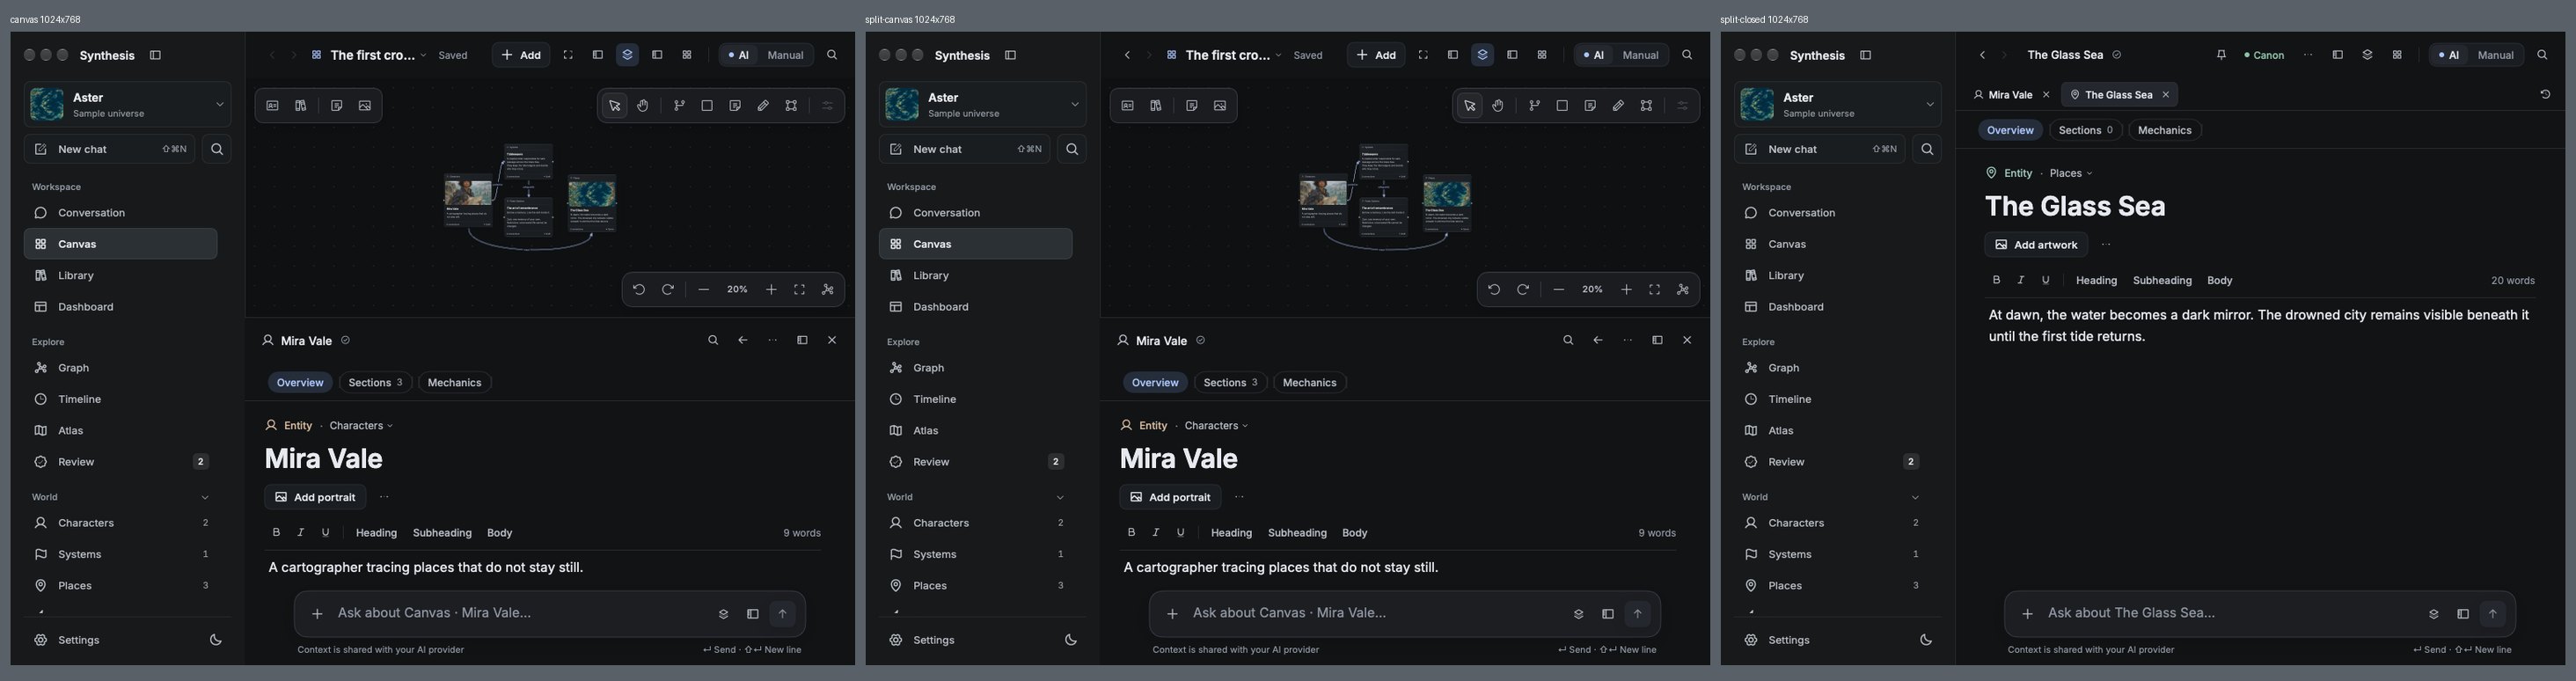 canvas 1024x768
Synthesis
The first cro...
Saved
Add
AI
Manual
Aster
Sample universe
New chat
⇧⌘N
Workspace
Conversation
Canvas
Library
Dashboard
Explore
Graph
Timeline
Atlas
Review
2
World
Characters
2
Systems
1
Places
3
Settings
20%
Mira Vale
Overview
Sections 3
Mechanics
Entity · Characters
Mira Vale
Add portrait
B I U
Heading
Subheading
Body
9 words
A cartographer tracing places that do not stay still.
Ask about Canvas · Mira Vale...
Context is shared with your AI provider
↵ Send · ⇧↵ New line
split-canvas 1024x768
Synthesis
The first cro...
Saved
Add
AI
Manual
Aster
Sample universe
New chat
⇧⌘N
Workspace
Conversation
Canvas
Library
Dashboard
Explore
Graph
Timeline
Atlas
Review
2
World
Characters
2
Systems
1
Places
3
Settings
20%
Mira Vale
Overview
Sections 3
Mechanics
Entity · Characters
Mira Vale
Add portrait
B I U
Heading
Subheading
Body
9 words
A cartographer tracing places that do not stay still.
Ask about Canvas · Mira Vale...
Context is shared with your AI provider
↵ Send · ⇧↵ New line
split-closed 1024x768
Synthesis
The Glass Sea
Canon
AI
Manual
Aster
Sample universe
New chat
⇧⌘N
Workspace
Conversation
Canvas
Library
Dashboard
Explore
Graph
Timeline
Atlas
Review
2
World
Characters
2
Systems
1
Places
3
Settings
Mira Vale
The Glass Sea
Overview
Sections 0
Mechanics
Entity · Places
The Glass Sea
Add artwork
B I U
Heading
Subheading
Body
20 words
At dawn, the water becomes a dark mirror. The drowned city remains visible beneath it
until the first tide returns.
Ask about The Glass Sea...
Context is shared with your AI provider
↵ Send · ⇧↵ New line